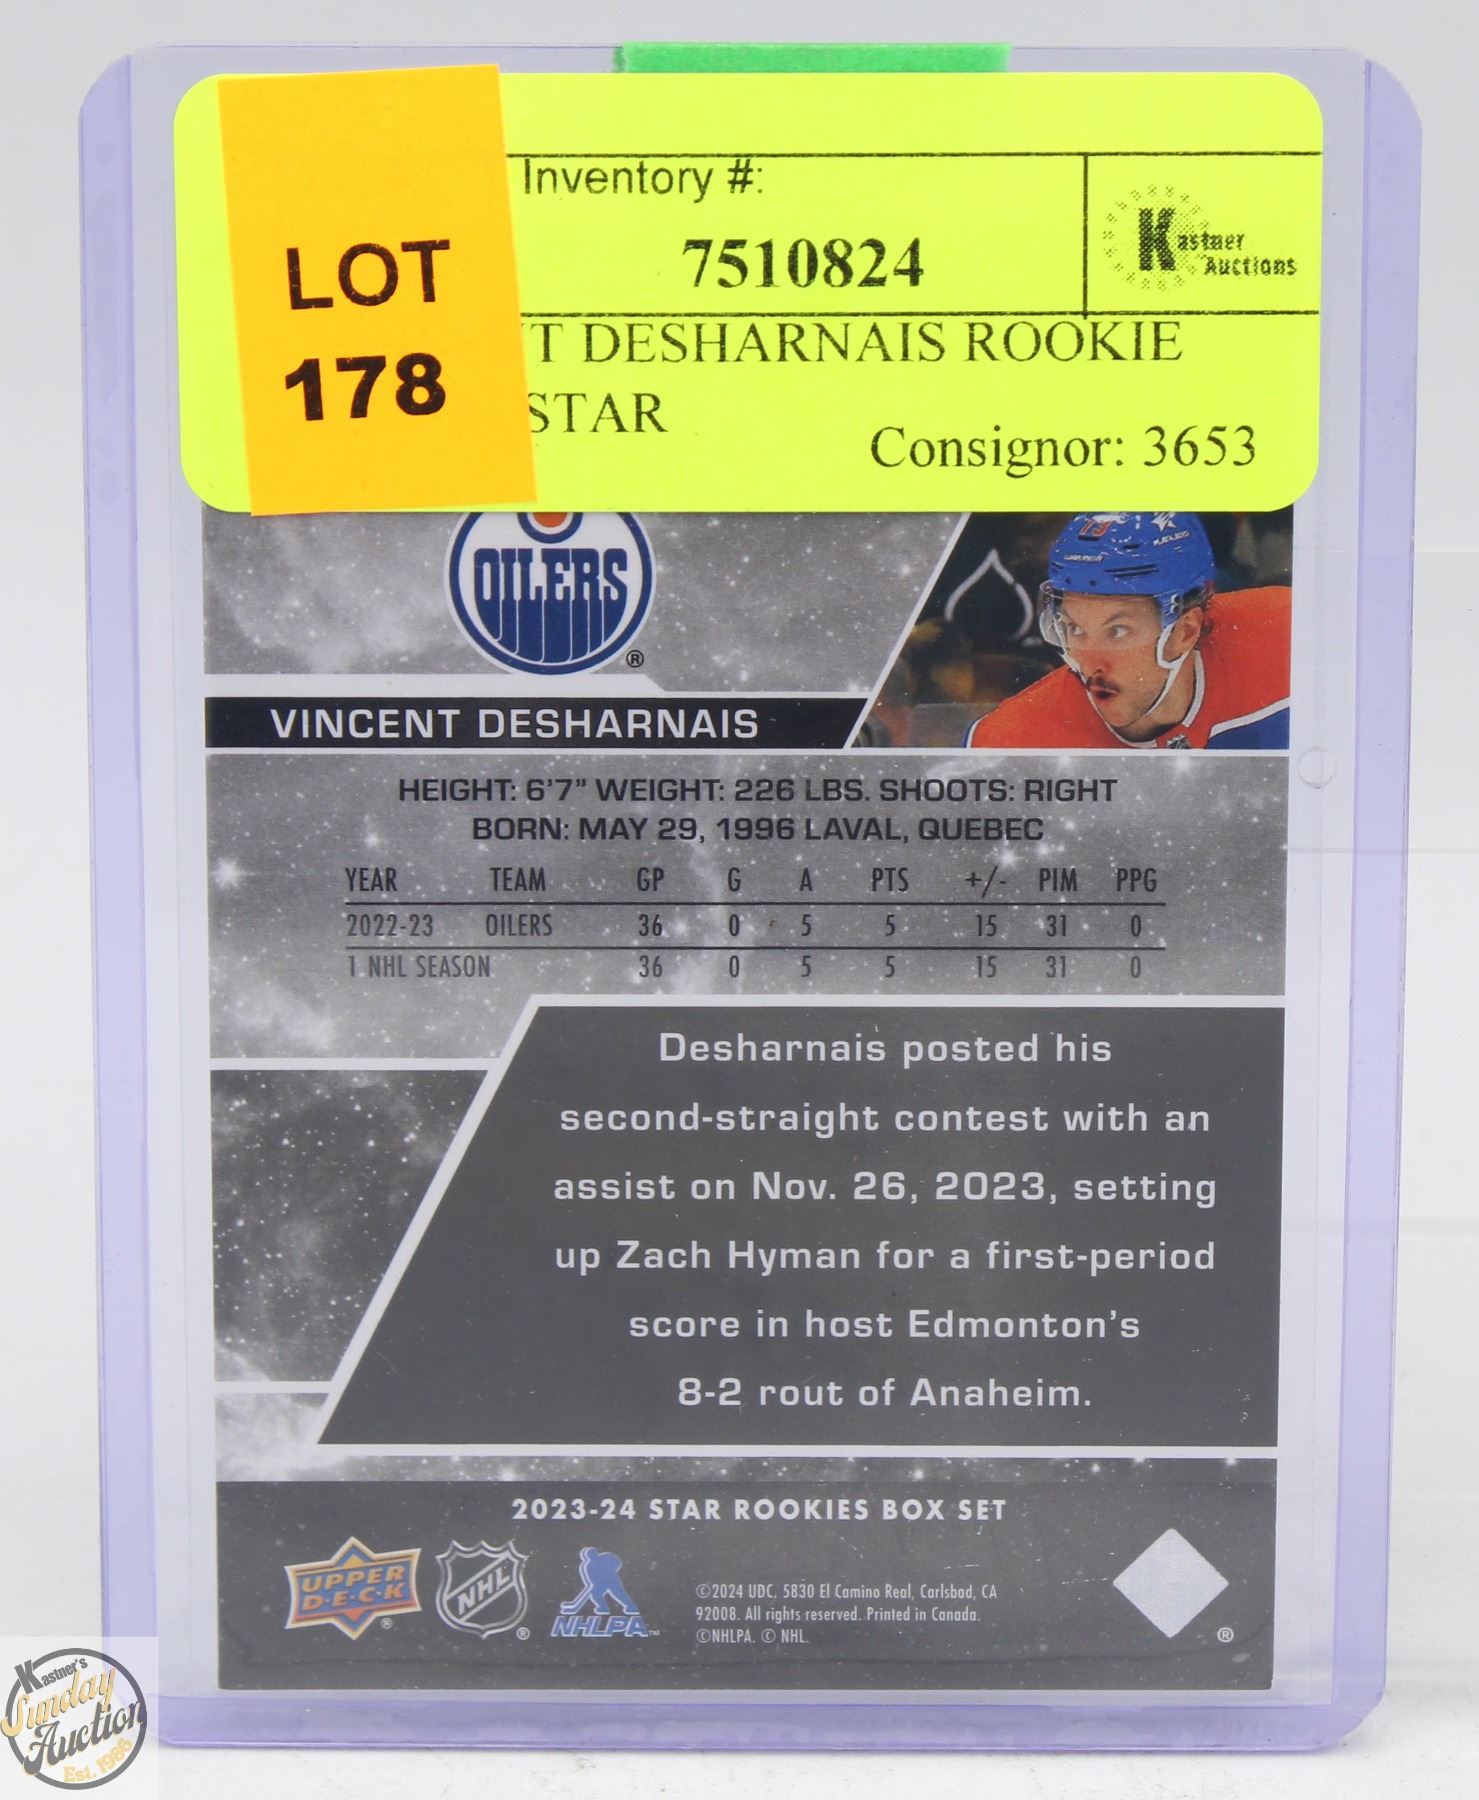 Inventory #:
7510824
Kastner
Auctions
LOT
178
DESHARNAIS ROOKIE
STAR
Consignor: 3653
OILERS
®
VINCENT DESHARNAIS
HEIGHT: 6'7" WEIGHT: 226 LBS. SHOOTS: RIGHT
BORN: MAY 29, 1996 LAVAL, QUEBEC
YEAR TEAM GP G A PTS +/- PIM PPG
2022-23 OILERS 36 0 5 5 15 31 0
1 NHL SEASON 36 0 5 5 15 31 0
Desharnais posted his
second-straight contest with an
assist on Nov. 26, 2023, setting
up Zach Hyman for a first-period
score in host Edmonton's
8-2 rout of Anaheim.
2023-24 STAR ROOKIES BOX SET
UPPER
D·E·C·K
®
NHL
®
NHLPA™
©2024 UDC. 5830 El Camino Real, Carlsbad, CA
92008. All rights reserved. Printed in Canada.
©NHLPA. © NHL.
®
Kastner's
Sunday
Auction
Est. 1986